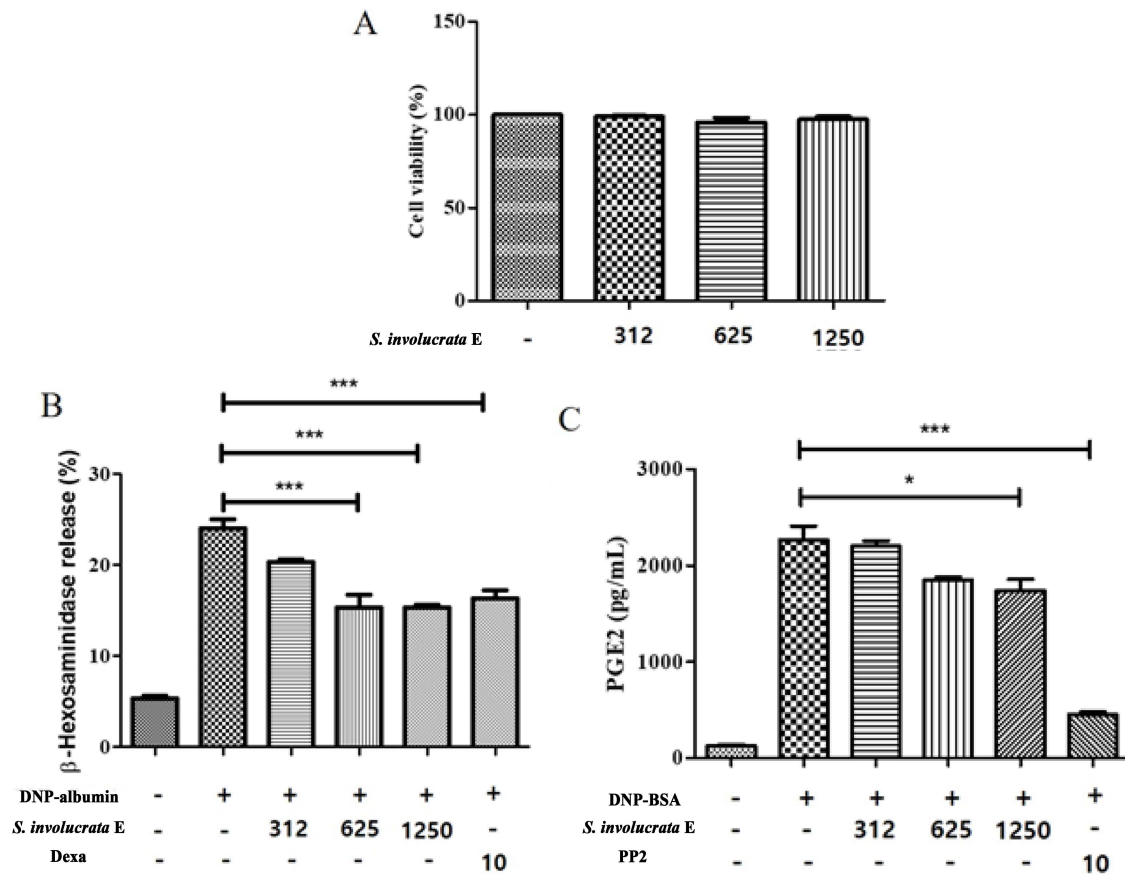 A
Cell viability (%)
150
100
50
0
S. involucrata E - 312 625 1250
B
β-Hexosaminidase release (%)
***
***
***
30
20
10
0
DNP-albumin - + + + + +
S. involucrata E - - 312 625 1250 -
Dexa - - - - - 10
C
PGE2 (pg/mL)
***
*
3000
2000
1000
0
DNP-BSA - + + + + +
S. involucrata E - - 312 625 1250 -
PP2 - - - - - 10